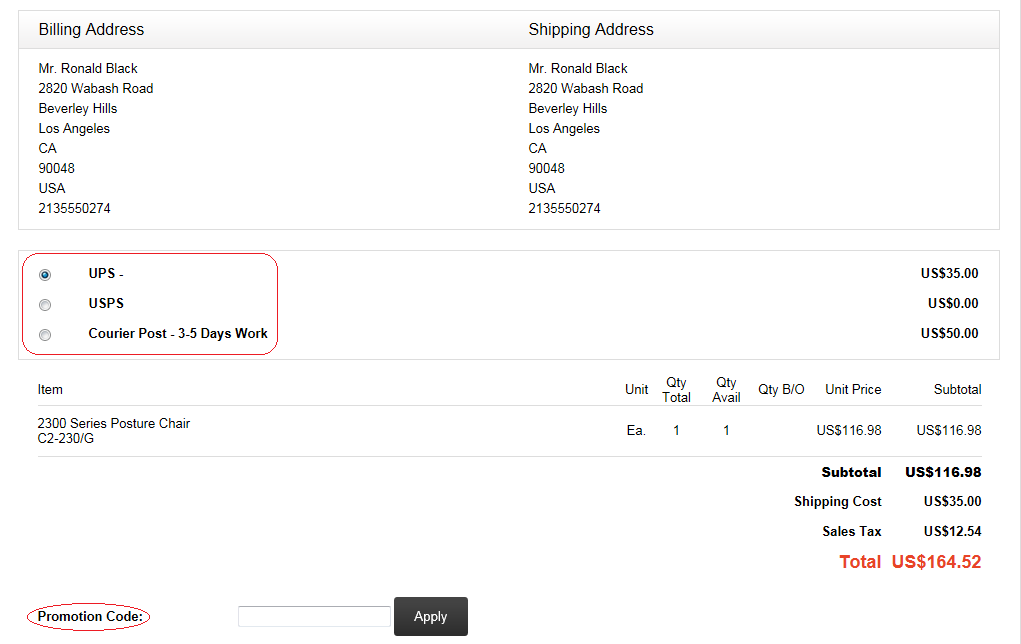 Billing Address Shipping Address
Mr. Ronald Black Mr. Ronald Black
2820 Wabash Road 2820 Wabash Road
Beverley Hills Beverley Hills
Los Angeles Los Angeles
CA CA
90048 90048
USA USA
2135550274 2135550274
UPS - US$35.00
USPS US$0.00
Courier Post - 3-5 Days Work US$50.00
Item Unit Qty Total Qty Avail Qty B/O Unit Price Subtotal
2300 Series Posture Chair
C2-230/G Ea. 1 1 US$116.98 US$116.98
Subtotal US$116.98
Shipping Cost US$35.00
Sales Tax US$12.54
Total US$164.52
Promotion Code: Apply